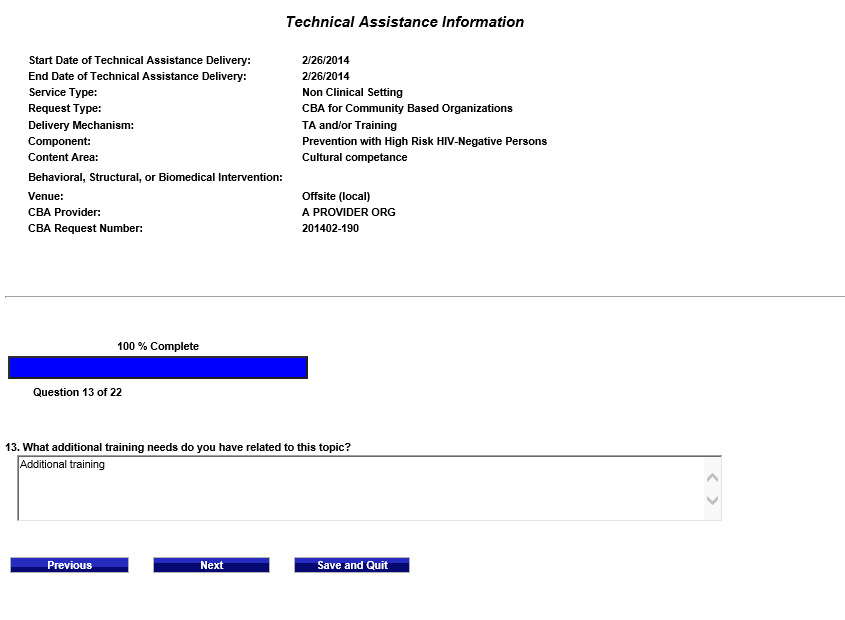 Technical Assistance Information
Start Date of Technical Assistance Delivery: 2/26/2014
End Date of Technical Assistance Delivery: 2/26/2014
Service Type: Non Clinical Setting
Request Type: CBA for Community Based Organizations
Delivery Mechanism: TA and/or Training
Component: Prevention with High Risk HIV-Negative Persons
Content Area: Cultural competance
Behavioral, Structural, or Biomedical Intervention:
Venue: Offsite (local)
CBA Provider: A PROVIDER ORG
CBA Request Number: 201402-190
100 % Complete
Question 13 of 22
13. What additional training needs do you have related to this topic?
Additional training
Previous Next Save and Quit